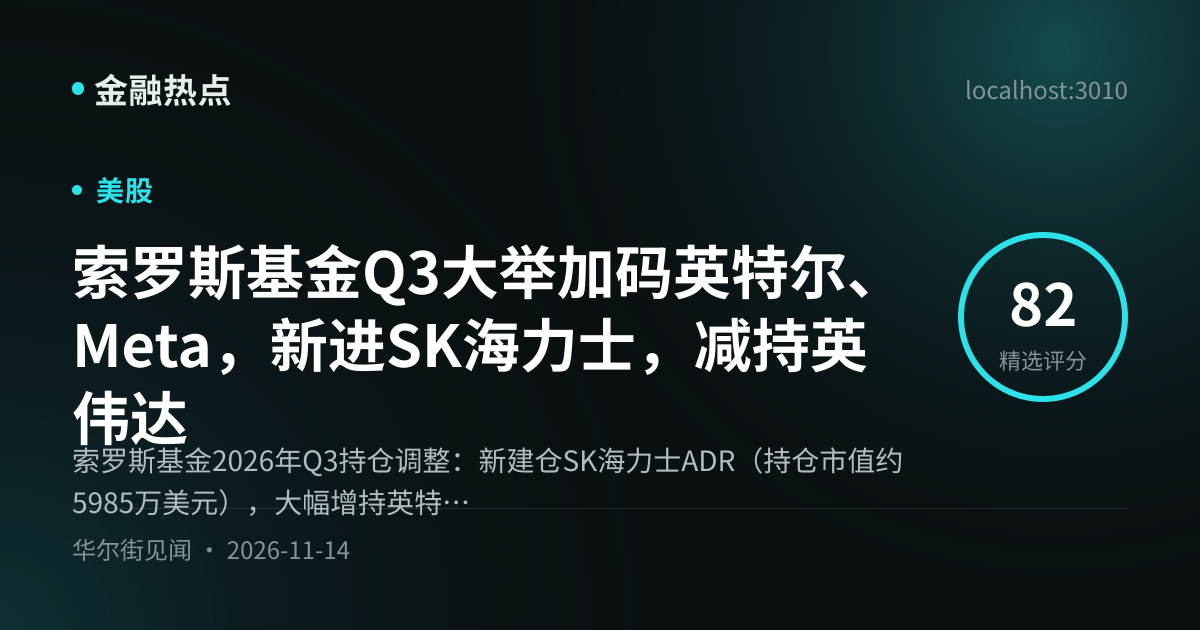 金融热点
localhost:3010
美股
索罗斯基金Q3大举加码英特尔、
Meta，新进SK海力士，减持英
伟达
82
精选评分
索罗斯基金2026年Q3持仓调整：新建仓SK海力士ADR（持仓市值约
5985万美元），大幅增持英特…
华尔街见闻 · 2026-11-14